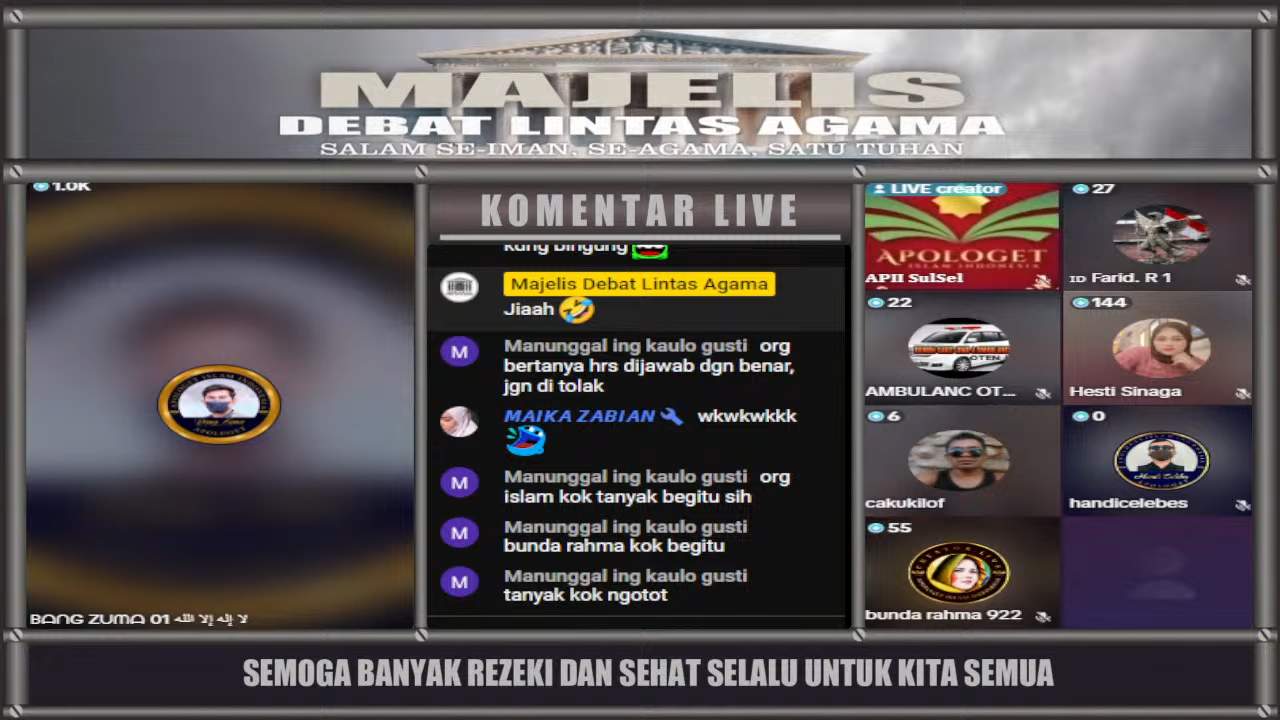 MAJELIS
DEBAT LINTAS AGAMA
SALAM SE-IMAN, SE-AGAMA, SATU TUHAN
1.0K
BANG ZUMA 01 لا إله إلا الله
KOMENTAR LIVE
kang bingung
Majelis Debat Lintas Agama
Jiaah 🤣
M
Manunggal ing kaulo gusti org
bertanya hrs dijawab dgn benar,
jgn di tolak
MAIKA ZABIAN wkwkwkkk
M
Manunggal ing kaulo gusti org
islam kok tanyak begitu sih
M
Manunggal ing kaulo gusti
bunda rahma kok begitu
M
Manunggal ing kaulo gusti
tanyak kok ngotot
LIVE creator
APOLOGET
ISLAM INDONESIA
APII SulSel
27
ID Farid. R 1
22
AMBULANC OT...
144
Hesti Sinaga
6
cakukilof
0
handicelebes
55
bunda rahma 922
SEMOGA BANYAK REZEKI DAN SEHAT SELALU UNTUK KITA SEMUA